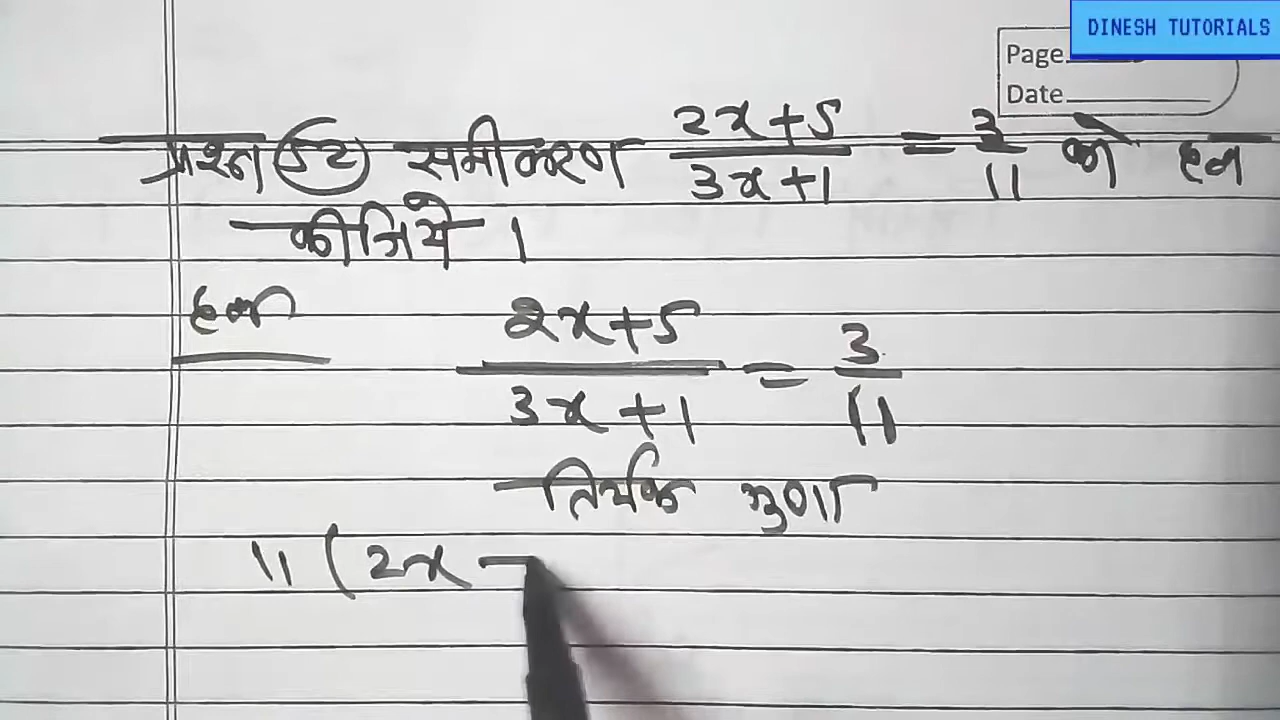 DINESH TUTORIALS
Page
Date
प्रश्न समीकरण 2x+5/3x+1 = 3/11 को हल
कीजिये ।
हल 2x+5/3x+1 = 3/11
तिर्यक गुणा
11 (2x